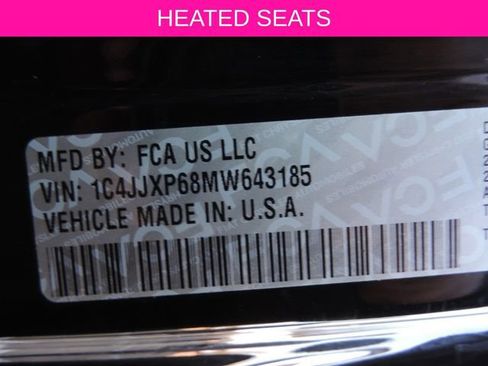 HEATED SEATS
MFD BY: FCA US LLC
VIN: 1C4JJXP68MW643185
VEHICLE MADE IN: U.S.A.